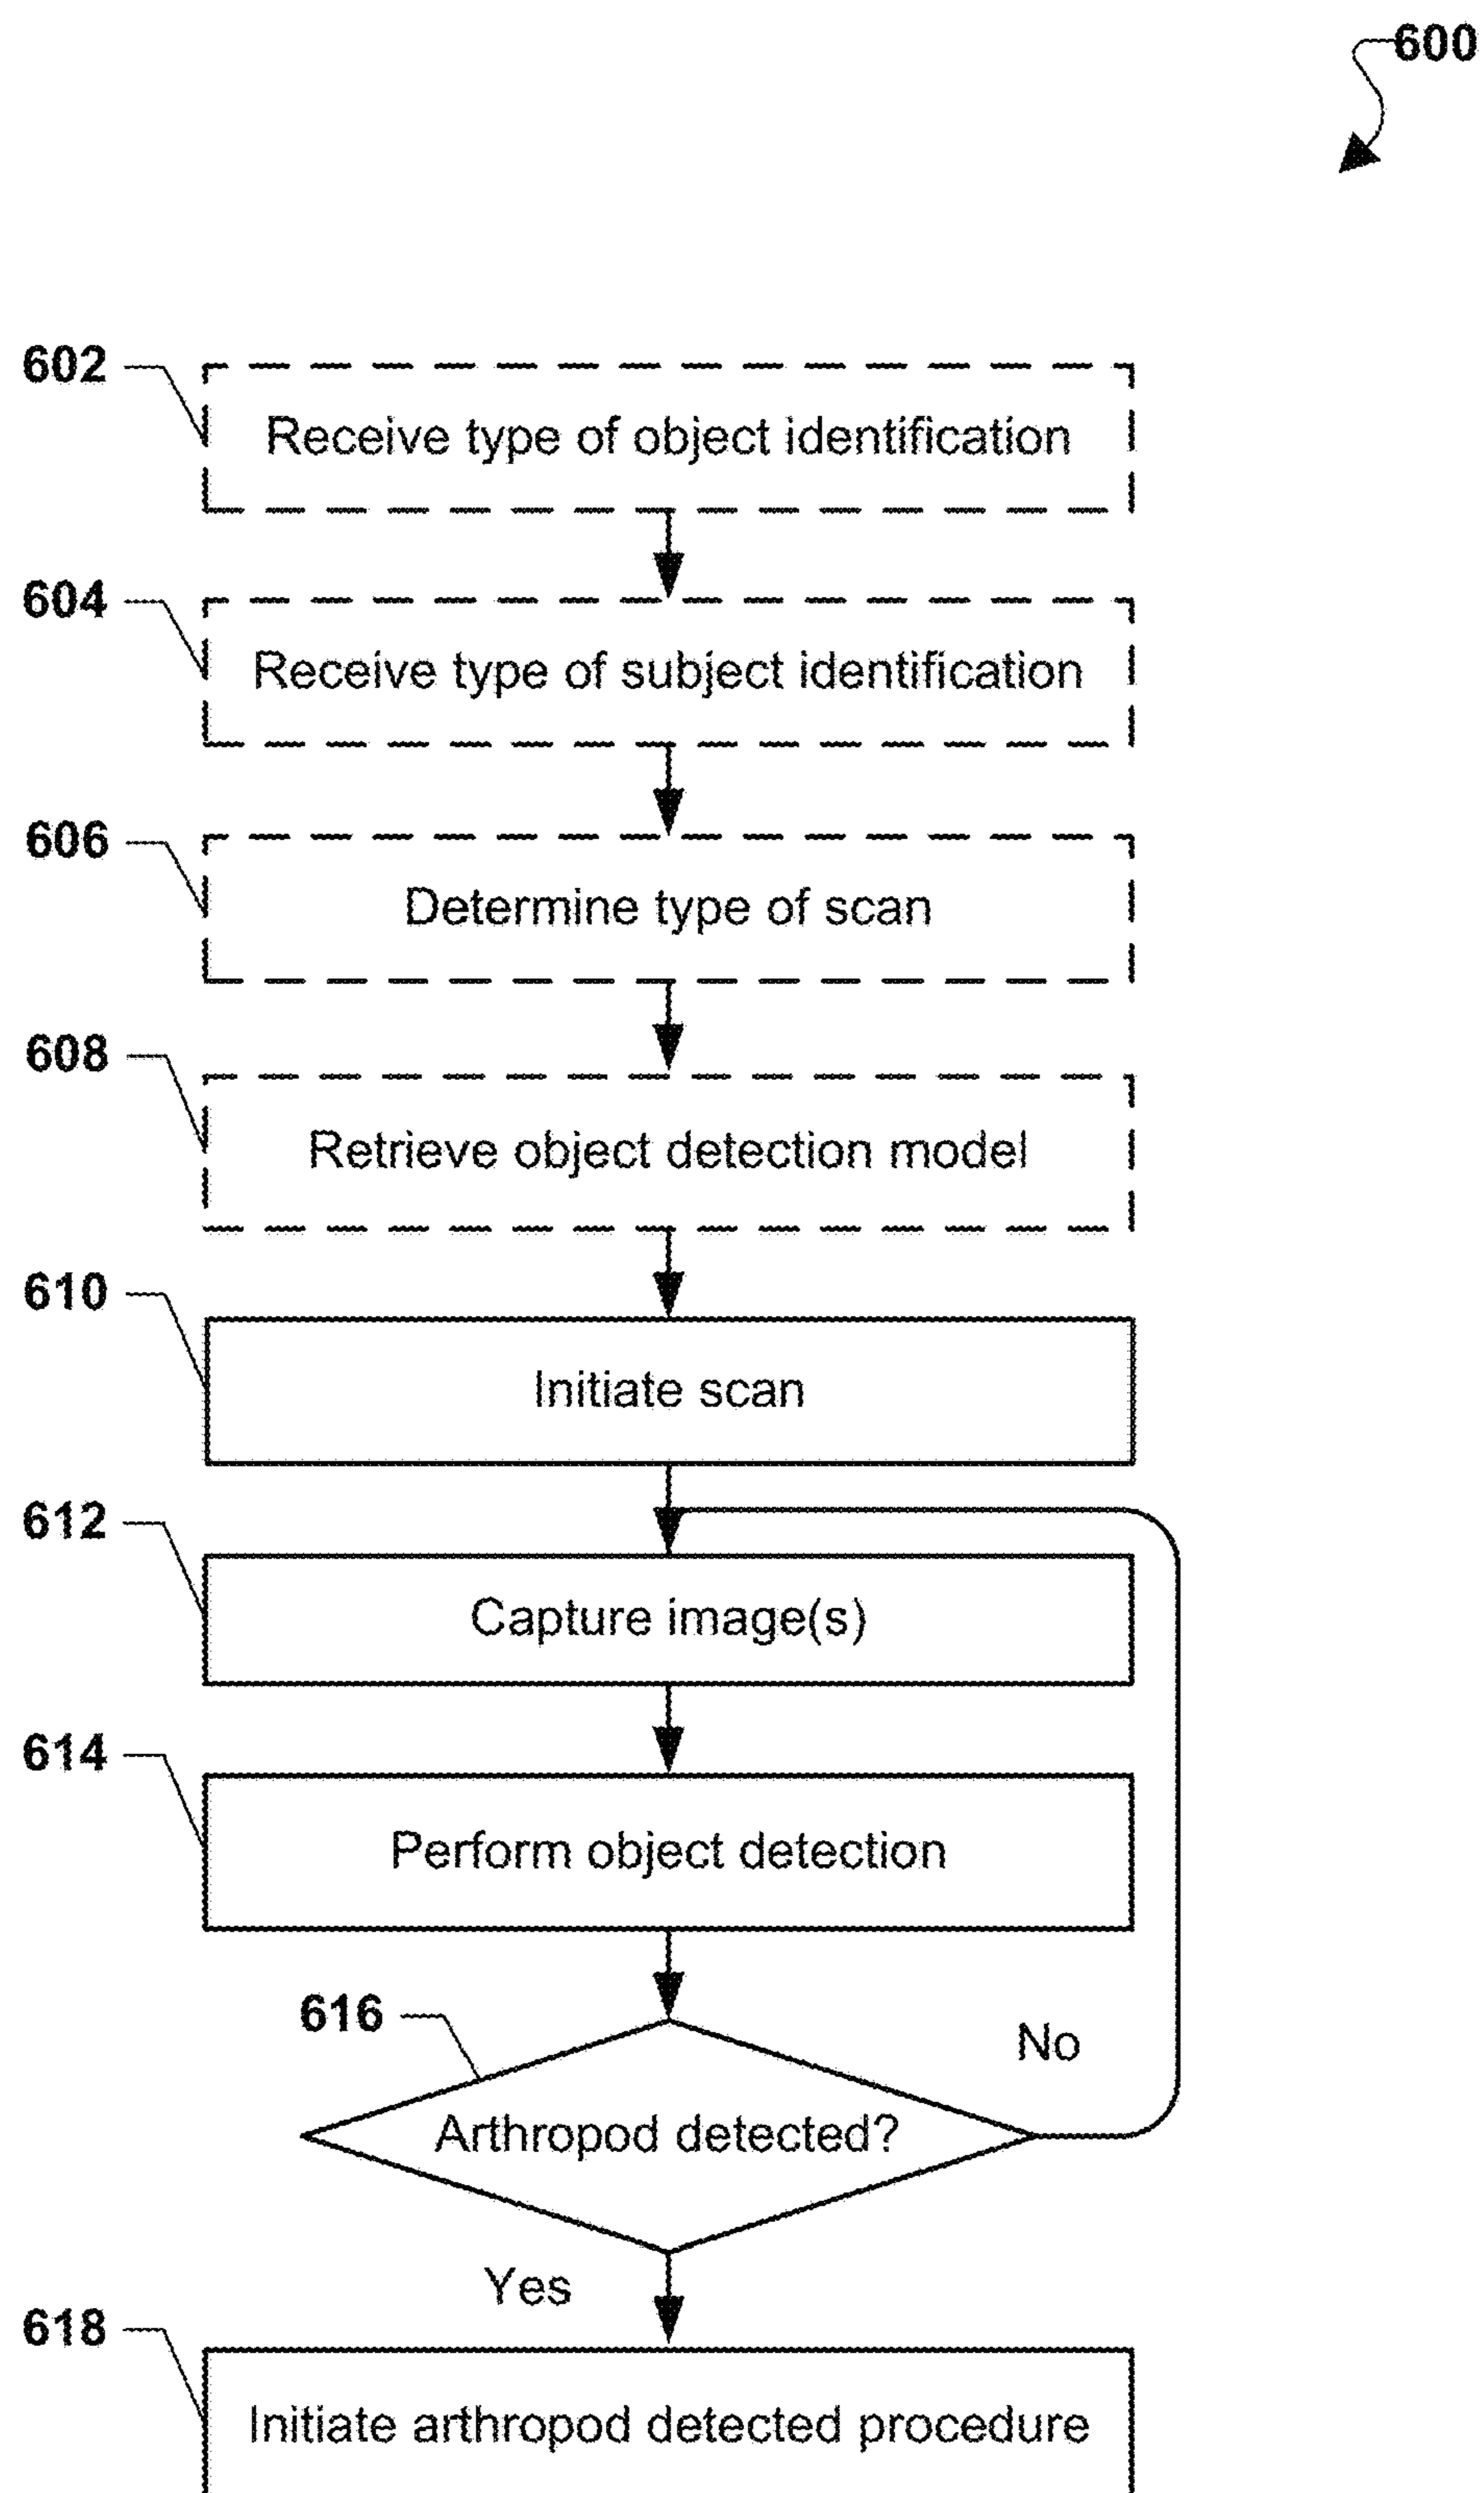 600
602
Receive type of object identification
604
Receive type of subject identification
606
Determine type of scan
608
Retrieve object detection model
610
Initiate scan
612
Capture image(s)
614
Perform object detection
616
No
Arthropod detected?
Yes
618
Initiate arthropod detected procedure